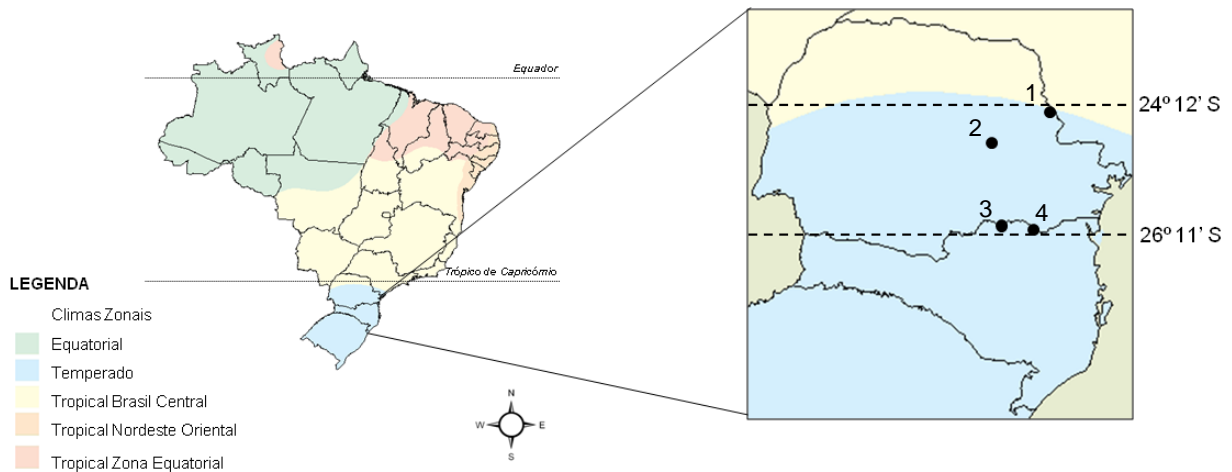 Equador
Trópico de Capricórnio
LEGENDA
Climas Zonais
Equatorial
Temperado
Tropical Brasil Central
Tropical Nordeste Oriental
Tropical Zona Equatorial
N
W E
S
1
24º 12’ S
2
3 4
26º 11’ S